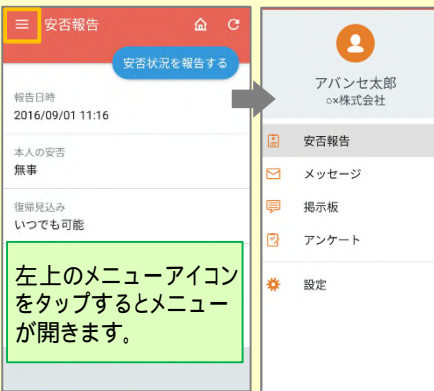 安否報告
安否状況を報告する
報告日時
2016/09/01 11:16
本人の安否
無事
復帰見込み
いつでも可能
左上のメニューアイコン
をタップするとメニュー
が開きます。
アバンセ太郎
○×株式会社
安否報告
メッセージ
掲示板
アンケート
設定